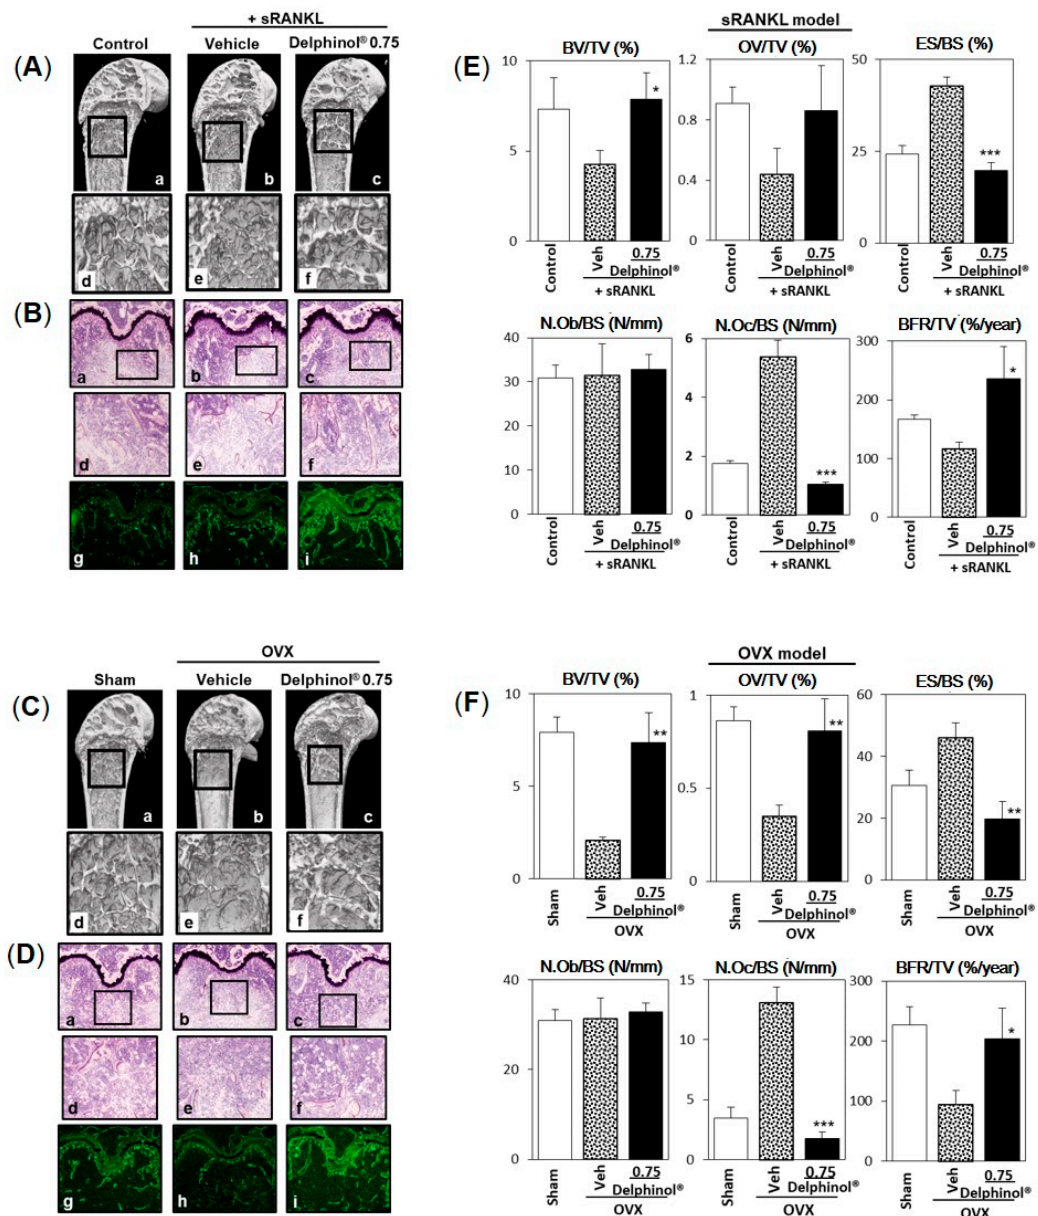 + sRANKL
Control Vehicle Delphinol® 0.75
(A)
a b c
d e f
(B)
a b c
d e f
g h i
sRANKL model
(E)
BV/TV (%)
10
5
0
*
Control
Veh
0.75
Delphinol®
+ sRANKL
OV/TV (%)
1.2
0.8
0.4
0
Control
Veh
0.75
Delphinol®
+ sRANKL
ES/BS (%)
50
25
0
***
Control
Veh
0.75
Delphinol®
+ sRANKL
N.Ob/BS (N/mm)
40
30
20
10
0
Control
Veh
0.75
Delphinol®
+ sRANKL
N.Oc/BS (N/mm)
6
4
2
0
***
Control
Veh
0.75
Delphinol®
+ sRANKL
BFR/TV (%/year)
300
200
100
0
*
Control
Veh
0.75
Delphinol®
+ sRANKL
OVX
Sham Vehicle Delphinol® 0.75
(C)
a b c
d e f
(D)
a b c
d e f
g h i
OVX model
(F)
BV/TV (%)
10
5
0
**
Sham
Veh
0.75
Delphinol®
OVX
OV/TV (%)
1
0.5
0
**
Sham
Veh
0.75
Delphinol®
OVX
ES/BS (%)
60
40
20
0
**
Sham
Veh
0.75
Delphinol®
OVX
N.Ob/BS (N/mm)
40
20
0
Sham
Veh
0.75
Delphinol®
OVX
N.Oc/BS (N/mm)
15
10
5
0
***
Sham
Veh
0.75
Delphinol®
OVX
BFR/TV (%/year)
300
200
100
0
*
Sham
Veh
0.75
Delphinol®
OVX